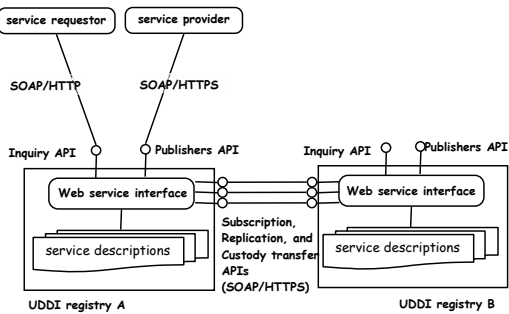 service requestor
service provider
SOAP/HTTP
SOAP/HTTPS
Inquiry API
Publishers API
Inquiry API
Publishers API
Web service interface
Web service interface
service descriptions
Subscription,
Replication, and
Custody transfer
APIs
(SOAP/HTTPS)
service descriptions
UDDI registry A
UDDI registry B